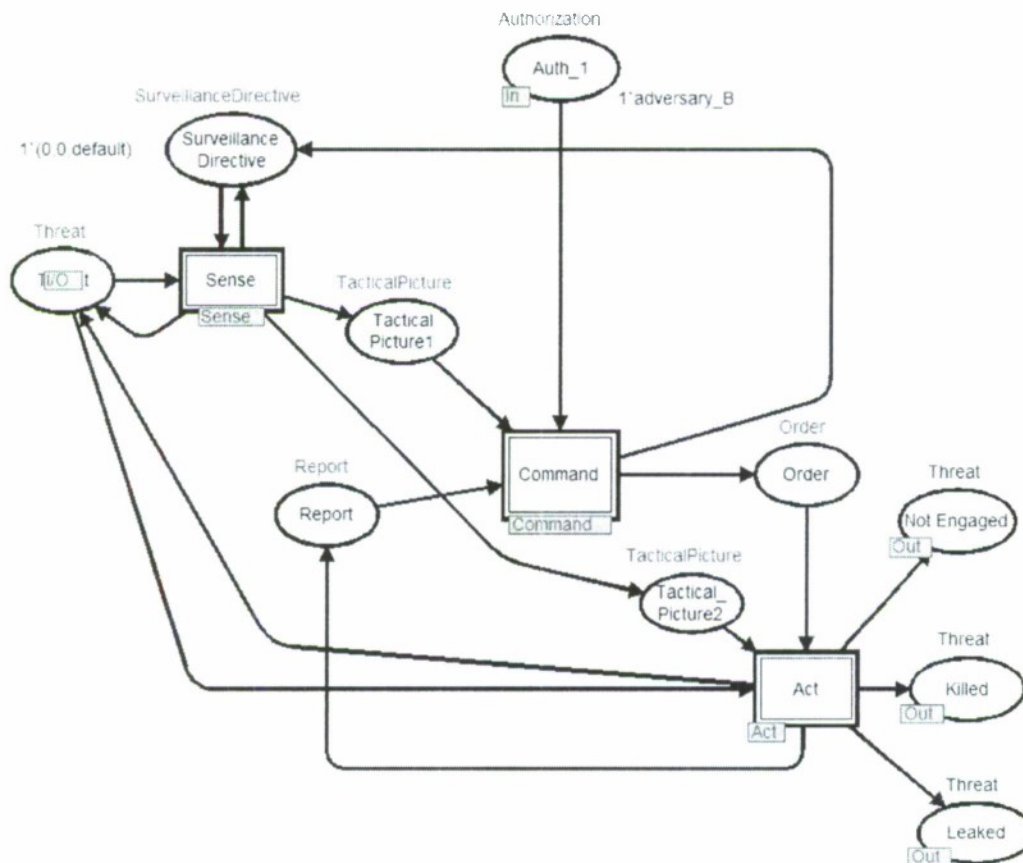 Authorization
Auth_1
In
1`adversary_B
SurveillanceDirective
Surveillance
Directive
1`(0,0 default)
Threat
I/O
Sense
Sense
TacticalPicture
Tactical
Picture1
Command
Command
Order
Order
Report
Report
Threat
Not Engaged
Out
TacticalPicture
Tactical_
Picture2
Act
Act
Threat
Killed
Out
Threat
Leaked
Out